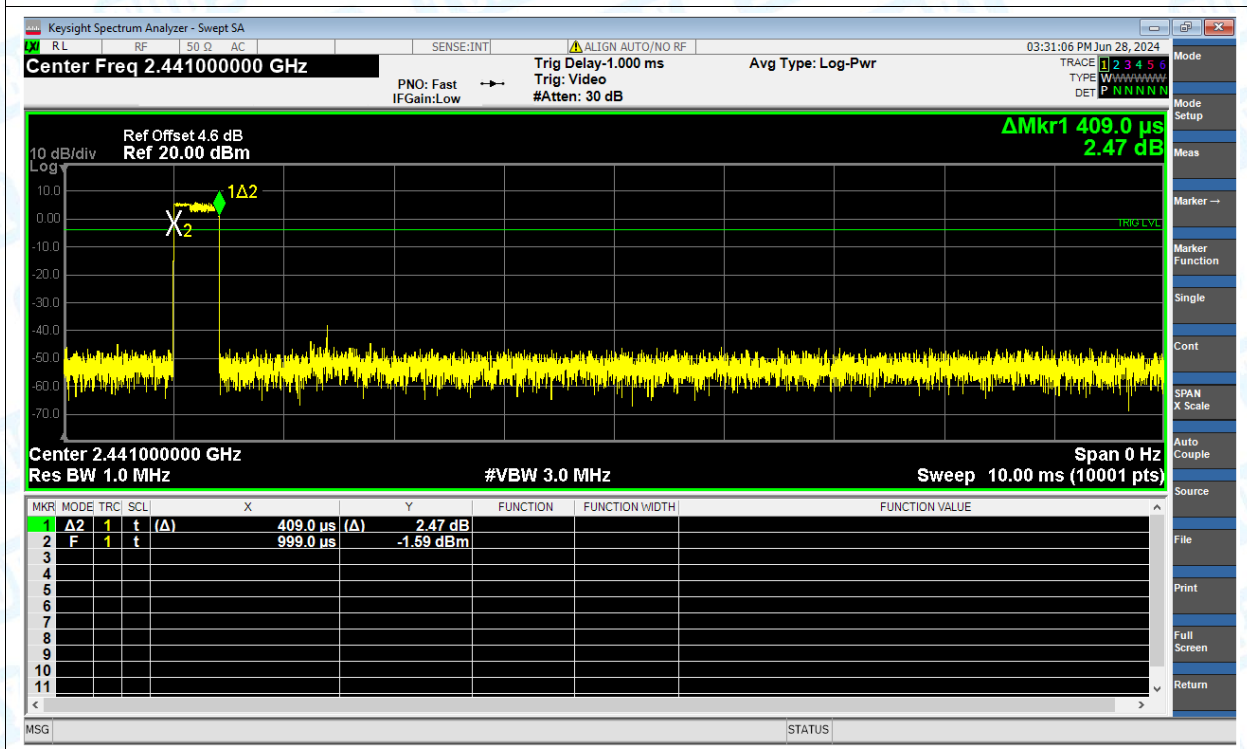 Keysight Spectrum Analyzer - Swept SA
LXI RL RF 50 Ω AC SENSE:INT ALIGN AUTO/NO RF 03:31:06 PM Jun 28, 2024
Center Freq 2.441000000 GHz
PNO: Fast
IFGain:Low
Trig Delay-1.000 ms
Trig: Video
#Atten: 30 dB
Avg Type: Log-Pwr
TRACE 1 2 3 4 5 6
TYPE WWWWWW
DET P N N N N N
ΔMkr1 409.0 µs
2.47 dB
Ref Offset 4.6 dB
10 dB/div Ref 20.00 dBm
Log
10.0
0.00
-10.0
-20.0
-30.0
-40.0
-50.0
-60.0
-70.0
1Δ2
2
TRIG LVL
Center 2.441000000 GHz Span 0 Hz
Res BW 1.0 MHz #VBW 3.0 MHz Sweep 10.00 ms (10001 pts)
MKR MODE TRC SCL X Y FUNCTION FUNCTION WIDTH FUNCTION VALUE
1 Δ2 1 t (Δ) 409.0 µs (Δ) 2.47 dB
2 F 1 t 999.0 µs -1.59 dBm
3
4
5
6
7
8
9
10
11
MSG STATUS
Mode
Mode Setup
Meas
Marker →
Marker Function
Single
Cont
SPAN X Scale
Auto Couple
Source
File
Print
Full Screen
Return